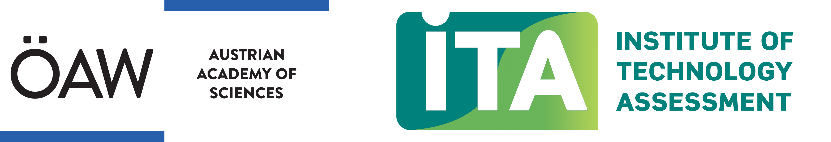 ÖAW
AUSTRIAN
ACADEMY OF
SCIENCES
iTA
INSTITUTE OF
TECHNOLOGY
ASSESSMENT